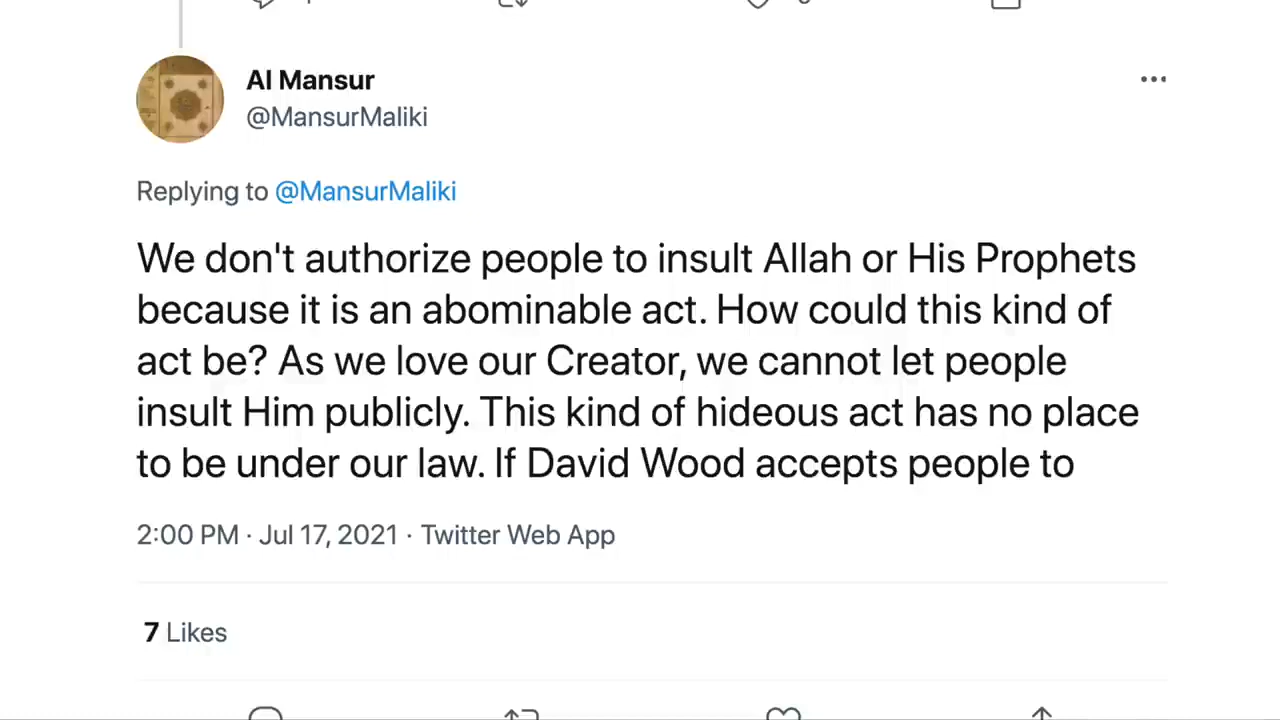 Al Mansur
@MansurMaliki
Replying to @MansurMaliki
We don't authorize people to insult Allah or His Prophets
because it is an abominable act. How could this kind of
act be? As we love our Creator, we cannot let people
insult Him publicly. This kind of hideous act has no place
to be under our law. If David Wood accepts people to
2:00 PM · Jul 17, 2021 · Twitter Web App
7 Likes